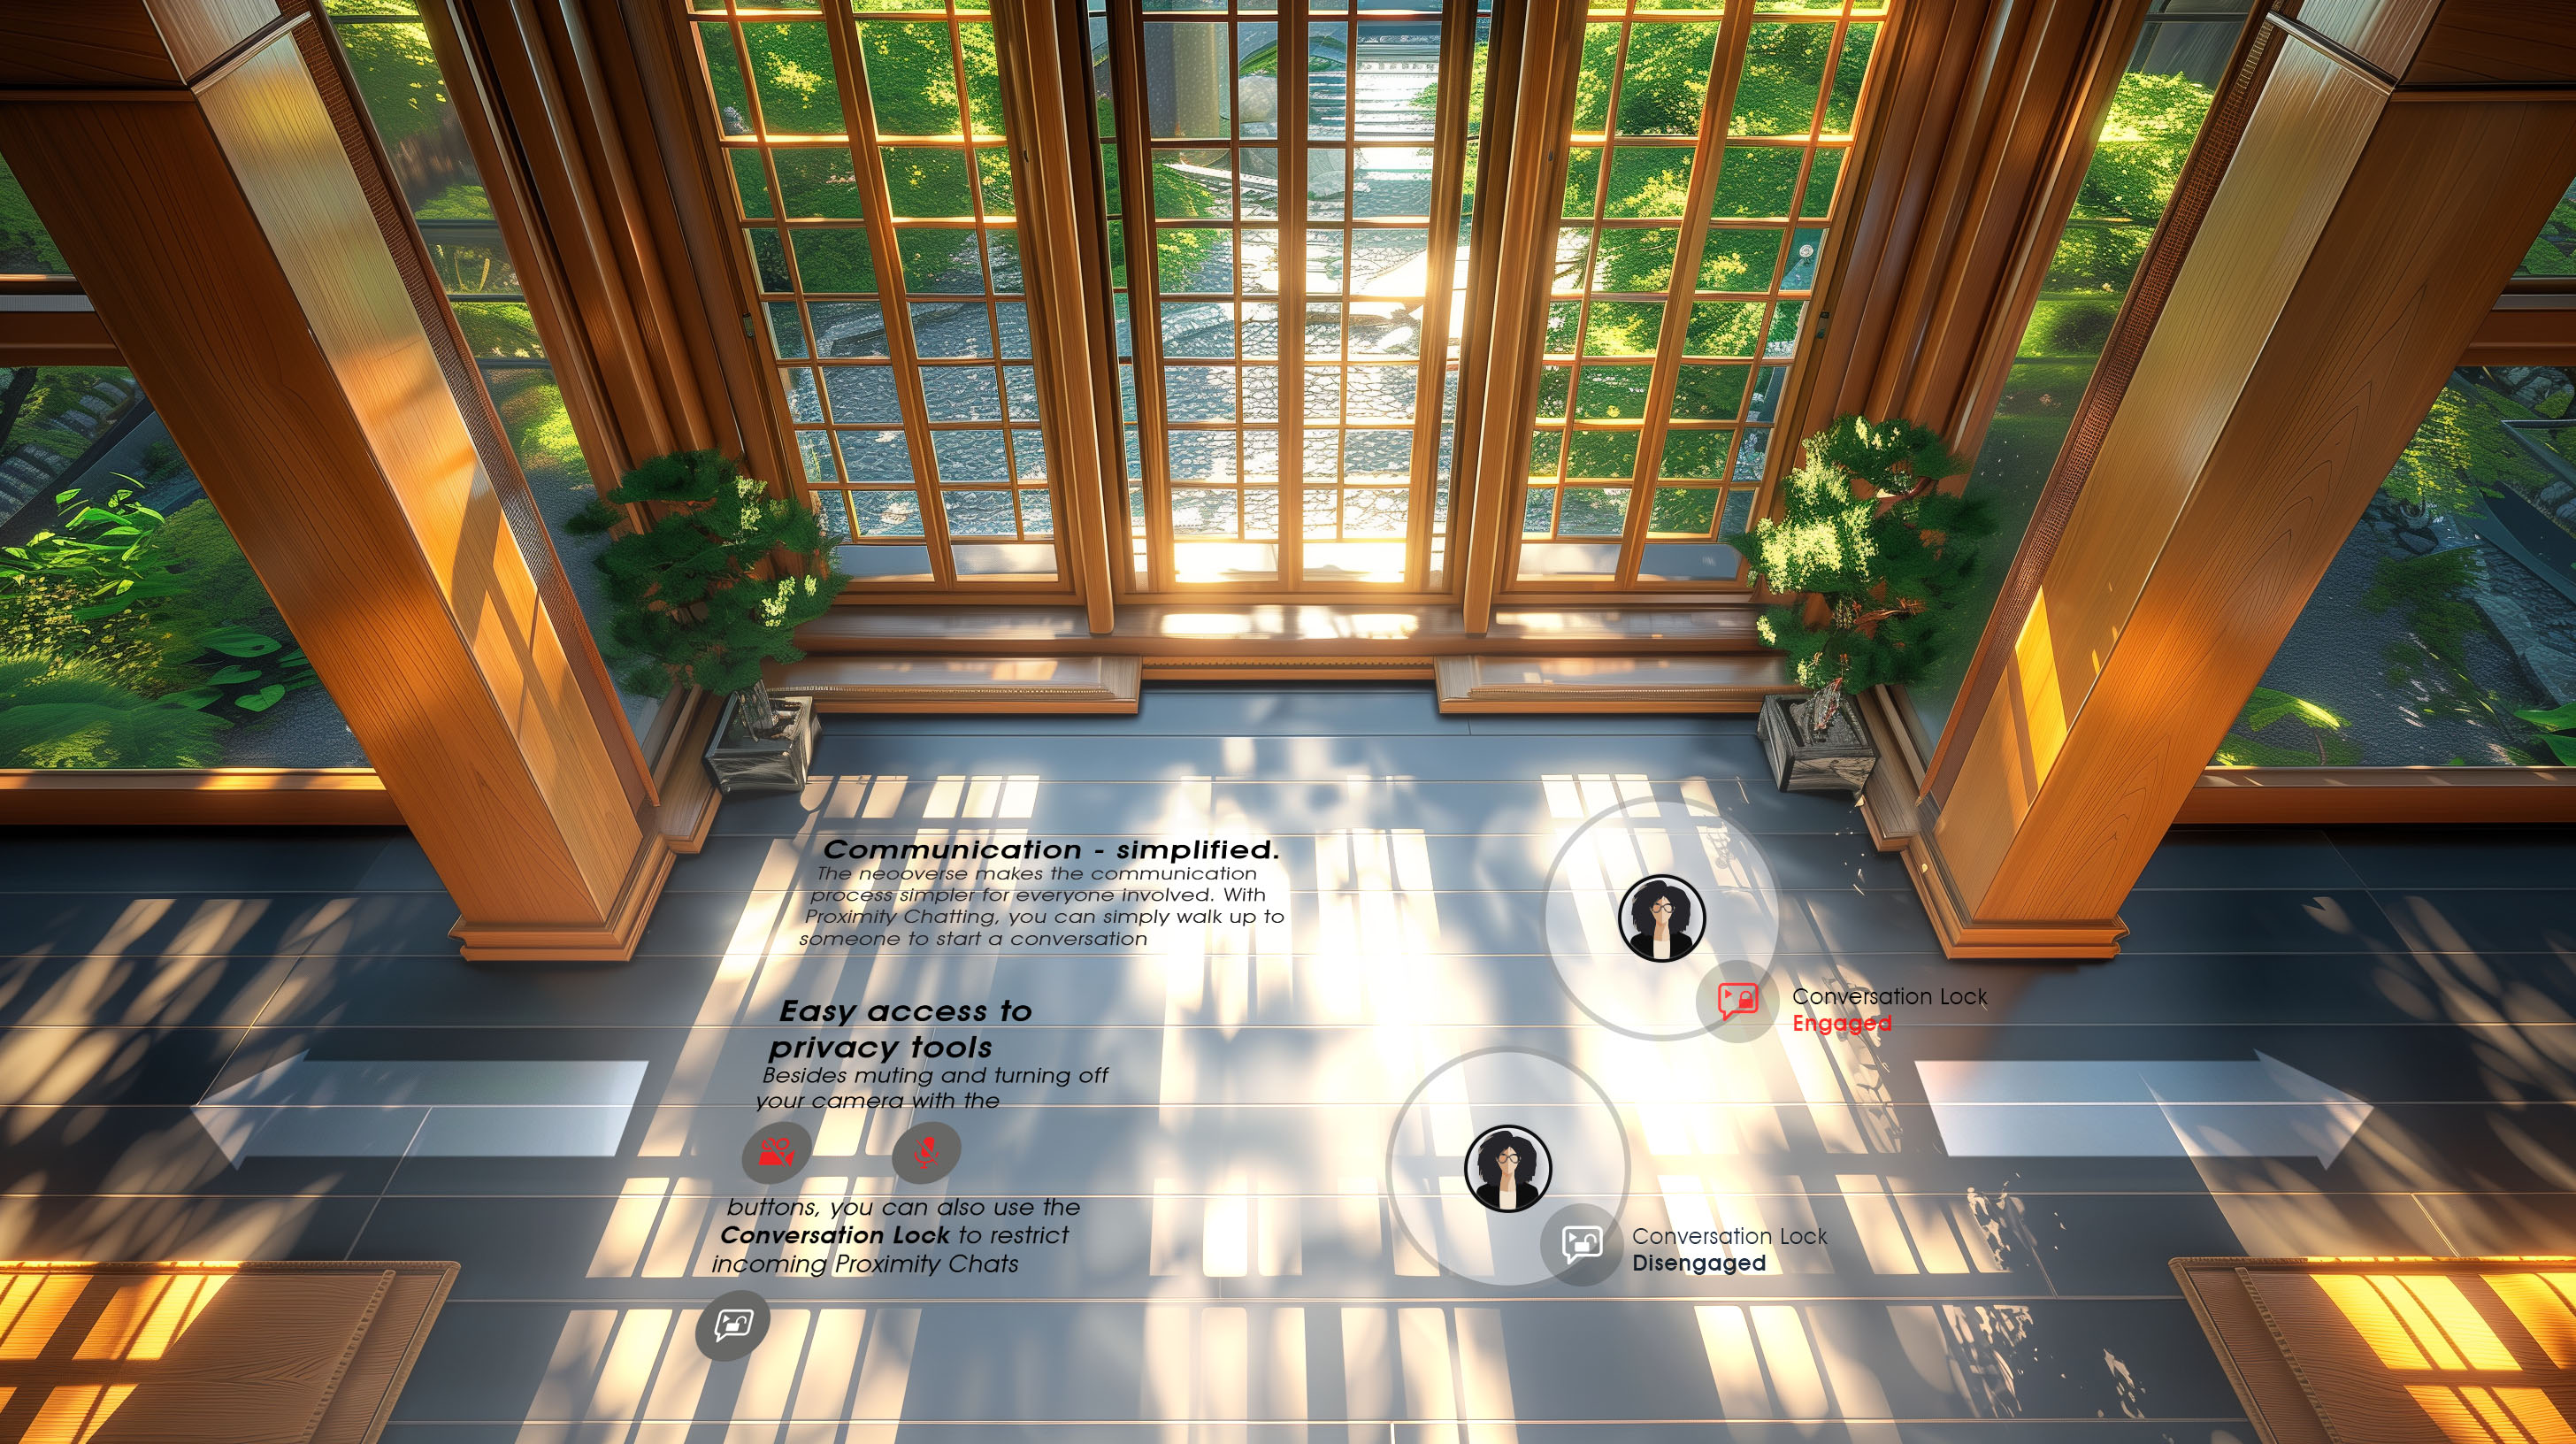 Communication - simplified.
The neooverse makes the communication
process simpler for everyone involved. With
Proximity Chatting, you can simply walk up to
someone to start a conversation
Easy access to
privacy tools
Besides muting and turning off
your camera with the
buttons, you can also use the
Conversation Lock to restrict
incoming Proximity Chats
Conversation Lock
Engaged
Conversation Lock
Disengaged